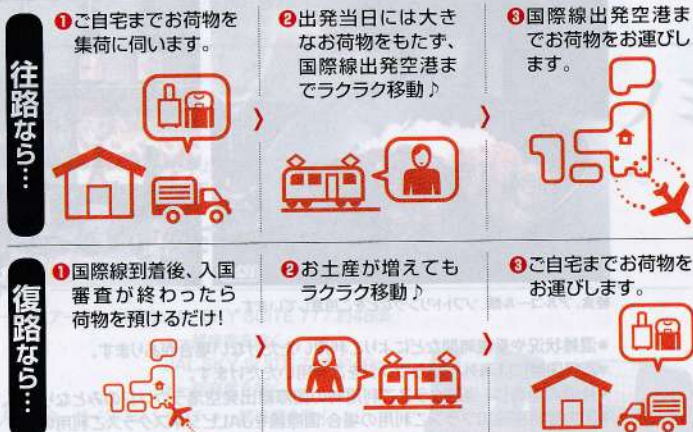 往路なら…
❶ご自宅までお荷物を
集荷に伺います。
❷出発当日には大き
なお荷物をもたず、
国際線出発空港ま
でラクラク移動♪
❸国際線出発空港ま
でお荷物をお運びし
ます。
復路なら…
❶国際線到着後、入国
審査が終わったら
荷物を預けるだけ!
❷お土産が増えても
ラクラク移動♪
❸ご自宅までお荷物を
お運びします。